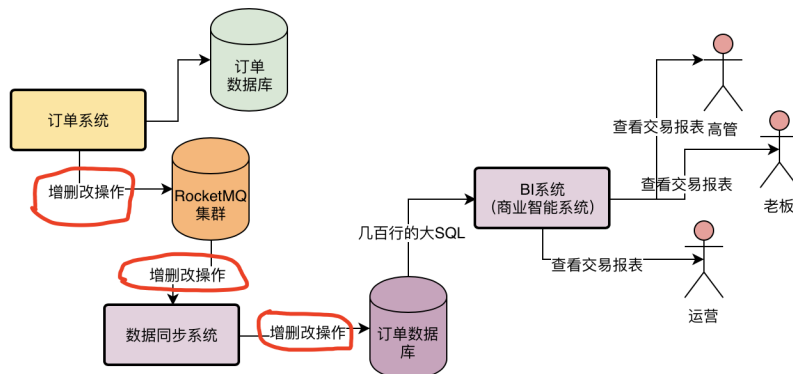 订单
数据库
订单系统
查看交易报表
高管
增删改操作
RocketMQ
集群
BI系统
（商业智能系统）
查看交易报表
老板
几百行的大SQL
增删改操作
查看交易报表
运营
数据同步系统
增删改操作
订单数据
库